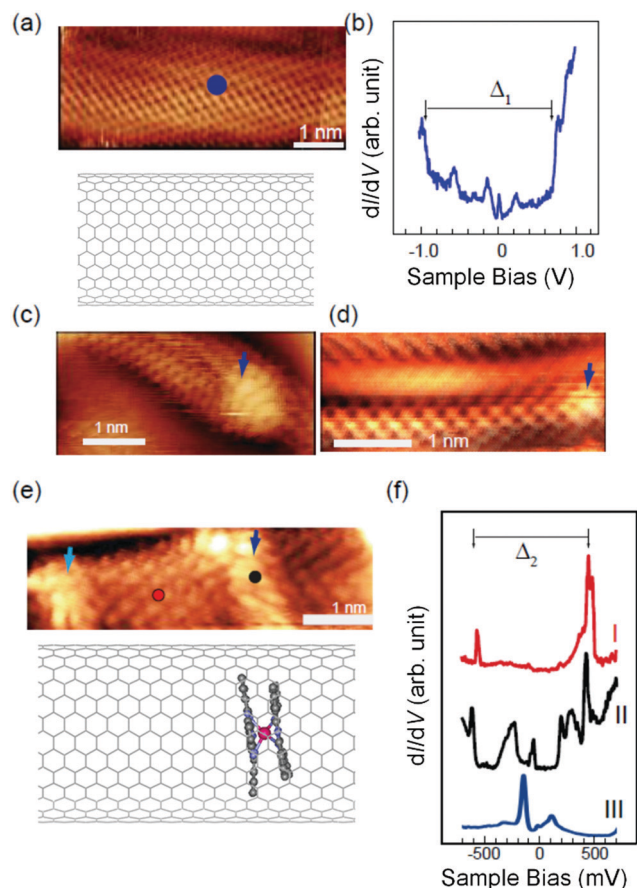 (a)
1 nm
(b)
Δ1
dI/dV (arb. unit)
-1.0 0 1.0
Sample Bias (V)
(c)
1 nm
(d)
1 nm
(e)
1 nm
(f)
Δ2
I
II
III
dI/dV (arb. unit)
-500 0 500
Sample Bias (mV)